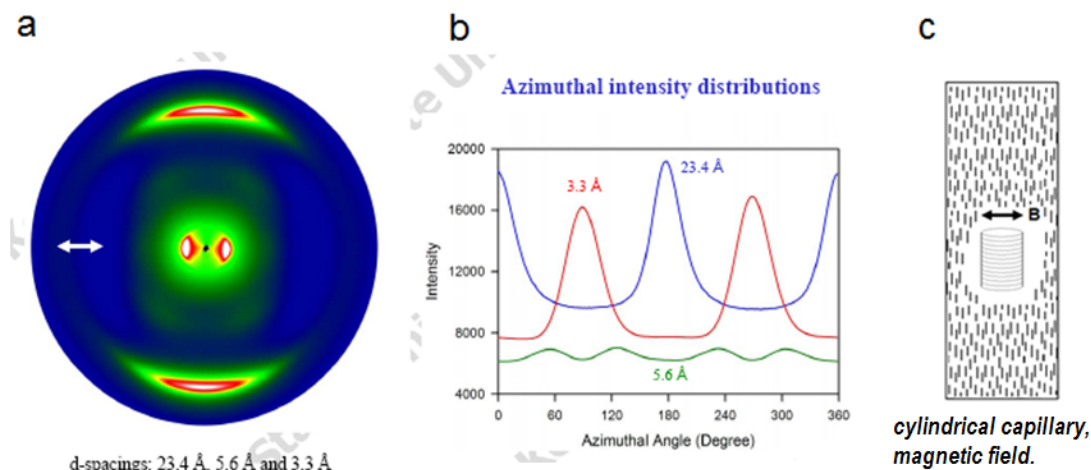 a
d-spacings: 23.4 Å, 5.6 Å and 3.3 Å
b
Azimuthal intensity distributions
20000
16000
12000
8000
4000
Intensity
3.3 Å
23.4 Å
5.6 Å
0 60 120 180 240 300 360
Azimuthal Angle (Degree)
c
B
cylindrical capillary,
magnetic field.